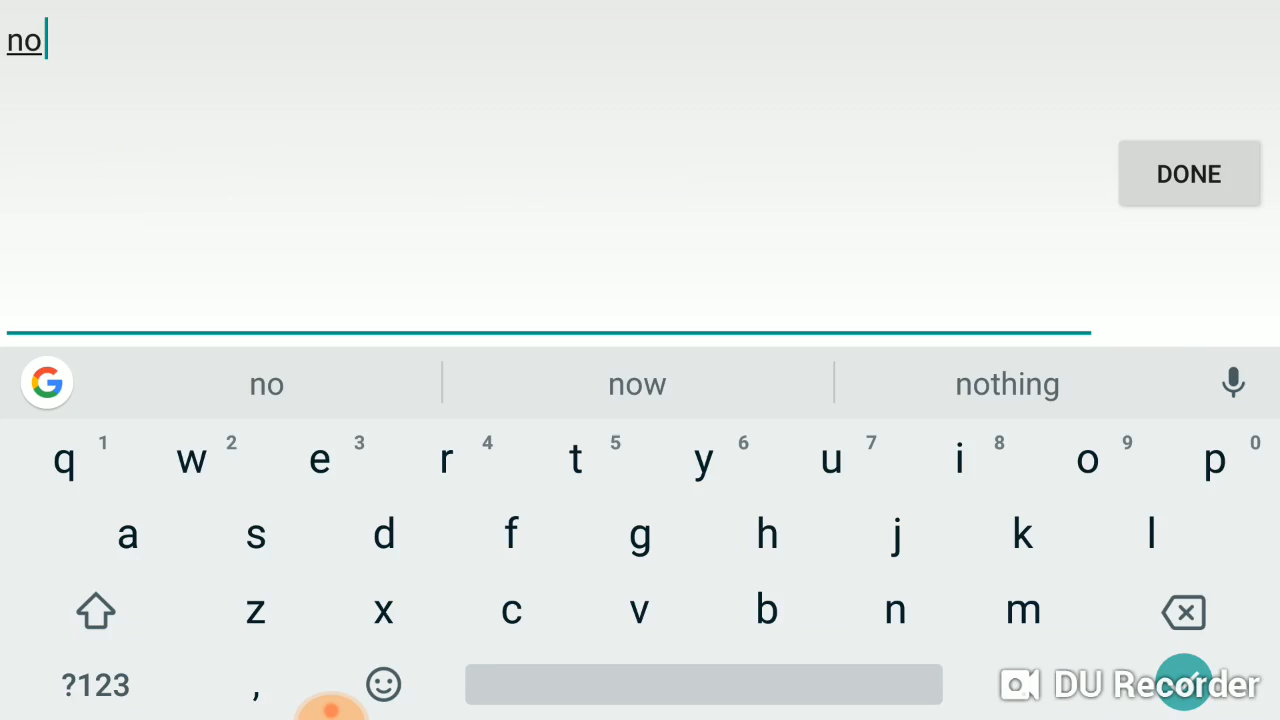 no
DONE
no now nothing
q 1 w 2 e 3 r 4 t 5 y 6 u 7 i 8 o 9 p 0
a s d f g h j k l
z x c v b n m
?123 , DU Recorder